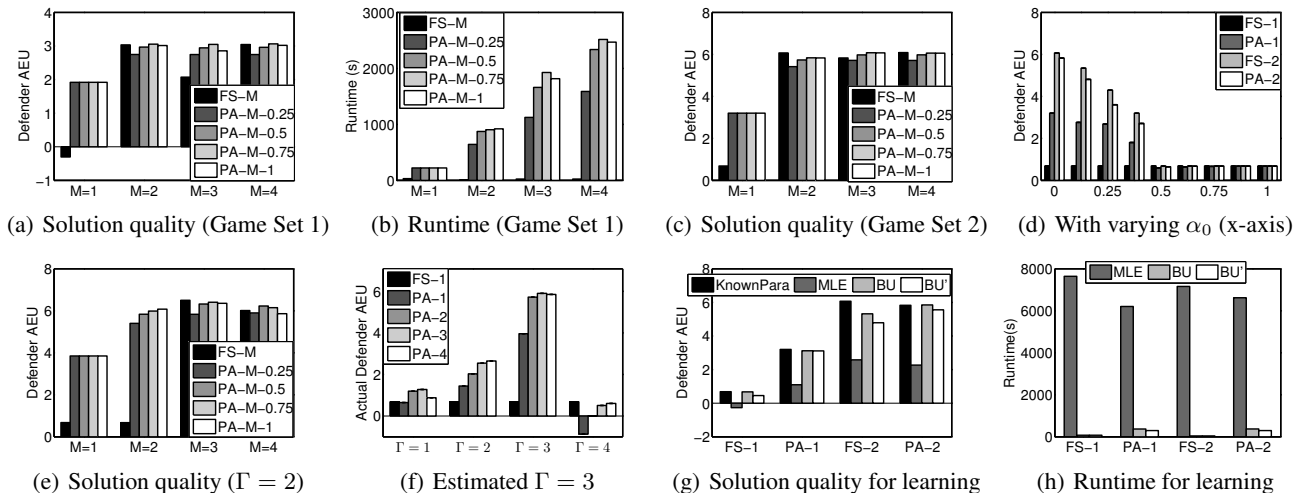 4
3
2
1
0
−1
Defender AEU
M=1 M=2 M=3 M=4
FS−M
PA−M−0.25
PA−M−0.5
PA−M−0.75
PA−M−1
(a) Solution quality (Game Set 1)
3000
2000
1000
0
Runtime (s)
M=1 M=2 M=3 M=4
FS−M
PA−M−0.25
PA−M−0.5
PA−M−0.75
PA−M−1
(b) Runtime (Game Set 1)
8
6
4
2
0
Defender AEU
M=1 M=2 M=3 M=4
FS−M
PA−M−0.25
PA−M−0.5
PA−M−0.75
PA−M−1
(c) Solution quality (Game Set 2)
8
6
4
2
0
Defender AEU
0 0.25 0.5 0.75 1
FS−1
PA−1
FS−2
PA−2
(d) With varying α₀ (x-axis)
8
6
4
2
0
Defender AEU
M=1 M=2 M=3 M=4
FS−M
PA−M−0.25
PA−M−0.5
PA−M−0.75
PA−M−1
(e) Solution quality (Γ = 2)
6
4
2
0
Actual Defender AEU
Γ = 1 Γ = 2 Γ = 3 Γ = 4
FS−1
PA−1
PA−2
PA−3
PA−4
(f) Estimated Γ = 3
8
6
4
2
0
−2
Defender AEU
FS−1 PA−1 FS−2 PA−2
KnownPara MLE BU BU'
(g) Solution quality for learning
8000
6000
4000
2000
0
Runtime(s)
FS−1 PA−1 FS−2 PA−2
MLE BU BU'
(h) Runtime for learning